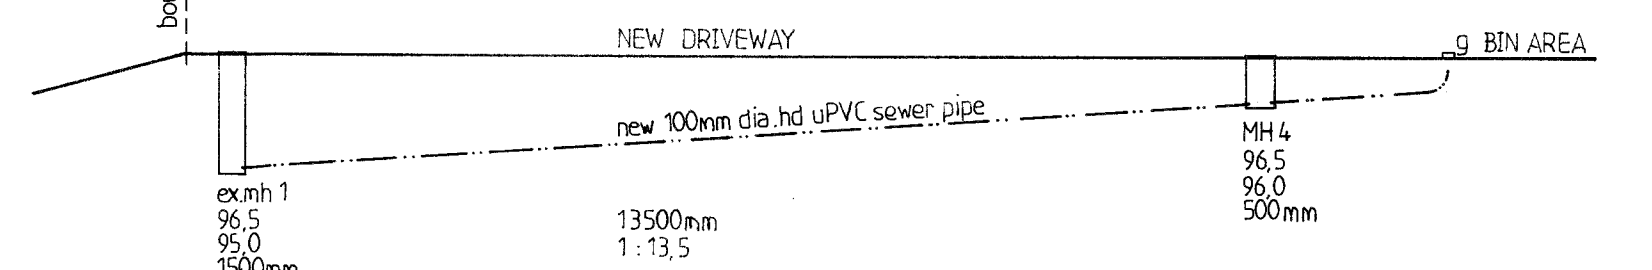 NEW DRIVEWAY
g BIN AREA
new 100mm dia.hd uPVC sewer pipe
MH 4
96,5
96,0
500mm
ex.mh 1
96,5
95,0
1500mm
13500mm
1 : 13,5